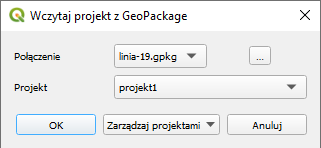 Wczytaj projekt z GeoPackage
Połączenie linia-19.gpkg ...
Projekt projekt1
OK Zarządzaj projektami Anuluj